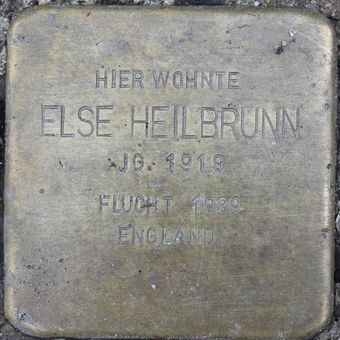 HIER WOHNTE
ELSE HEILBRUNN
JG. 1919
FLUCHT 1939
ENGLAND